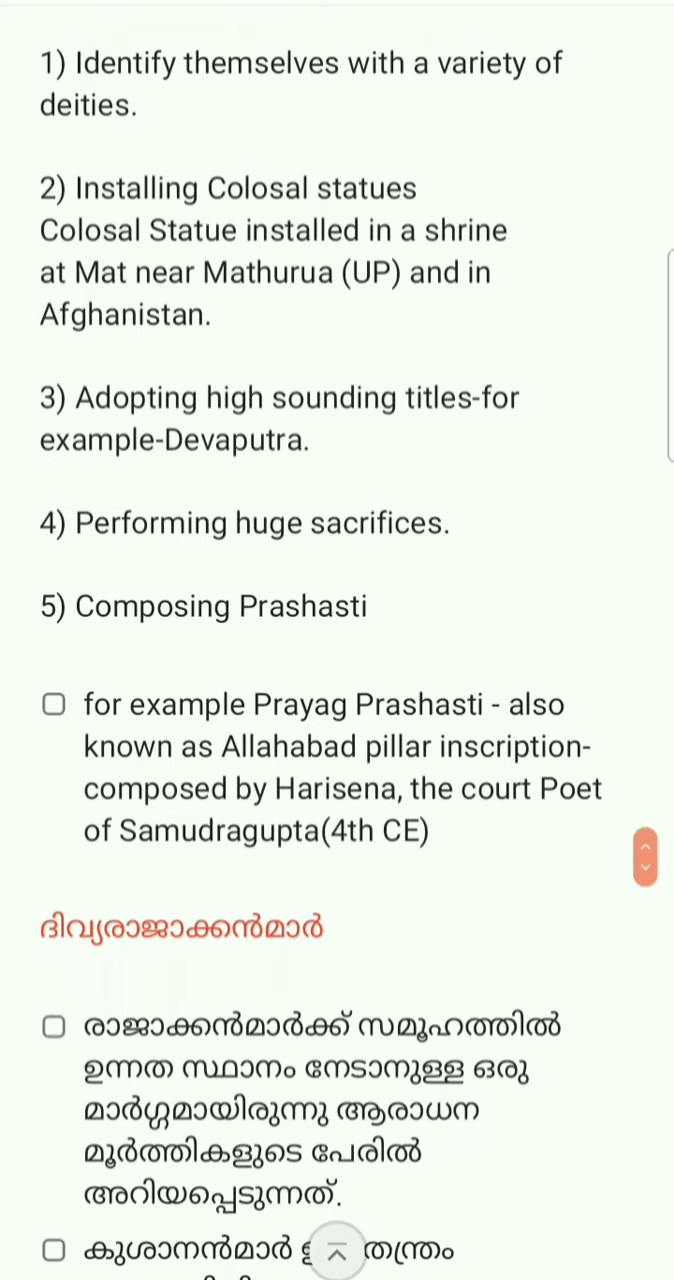 1) Identify themselves with a variety of
deities.
2) Installing Colosal statues
Colosal Statue installed in a shrine
at Mat near Mathurua (UP) and in
Afghanistan.
3) Adopting high sounding titles-for
example-Devaputra.
4) Performing huge sacrifices.
5) Composing Prashasti
for example Prayag Prashasti - also
known as Allahabad pillar inscription-
composed by Harisena, the court Poet
of Samudragupta(4th CE)
ദിവ്യരാജാക്കൻമാർ
രാജാക്കൻമാർക്ക് സമൂഹത്തിൽ
ഉന്നത സ്ഥാനം നേടാനുള്ള ഒരു
മാർഗ്ഗമായിരുന്നു ആരാധന
മൂർത്തികളുടെ പേരിൽ
അറിയപ്പെടുന്നത്.
കുശാനൻമാർ തന്ത്രം